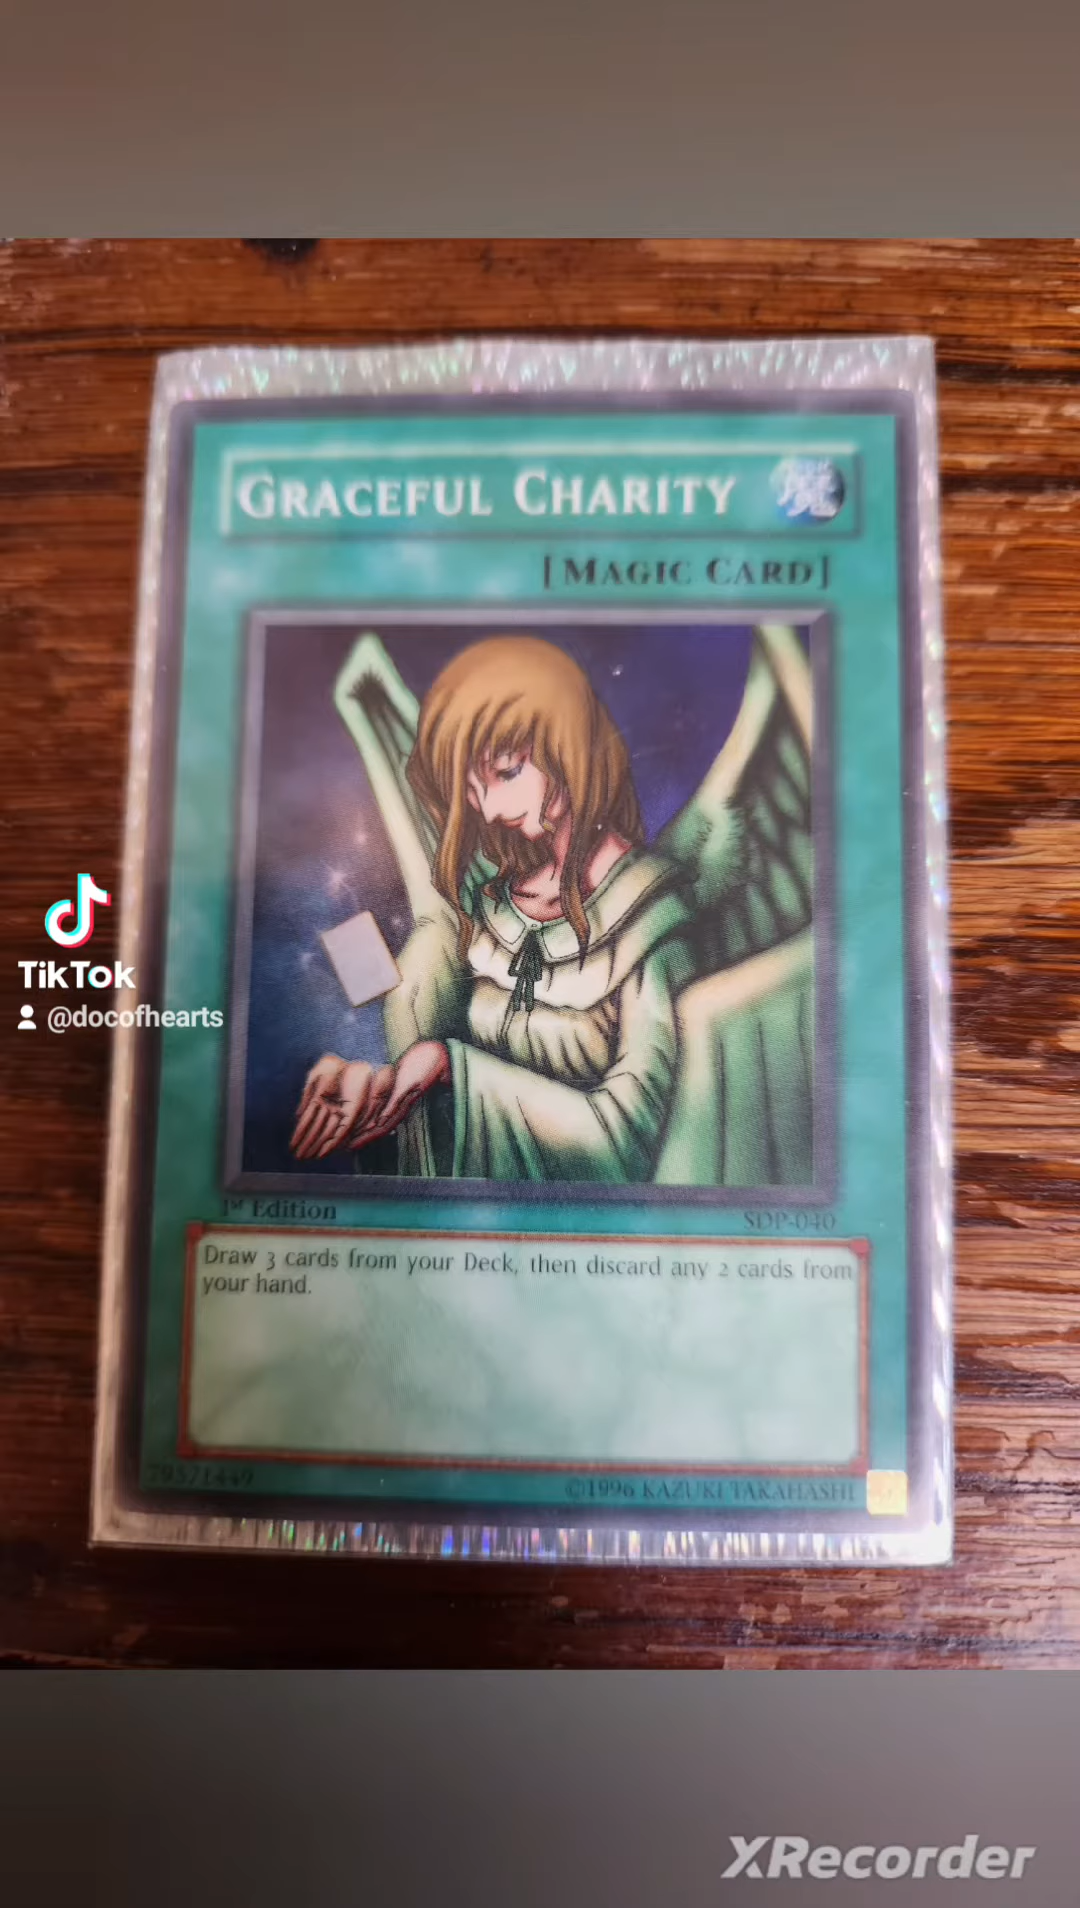 GRACEFUL CHARITY
[MAGIC CARD]
1st Edition
SDP-040
Draw 3 cards from your Deck, then discard any 2 cards from
your hand.
79571449
©1996 KAZUKI TAKAHASHI
TikTok
@docofhearts
XRecorder